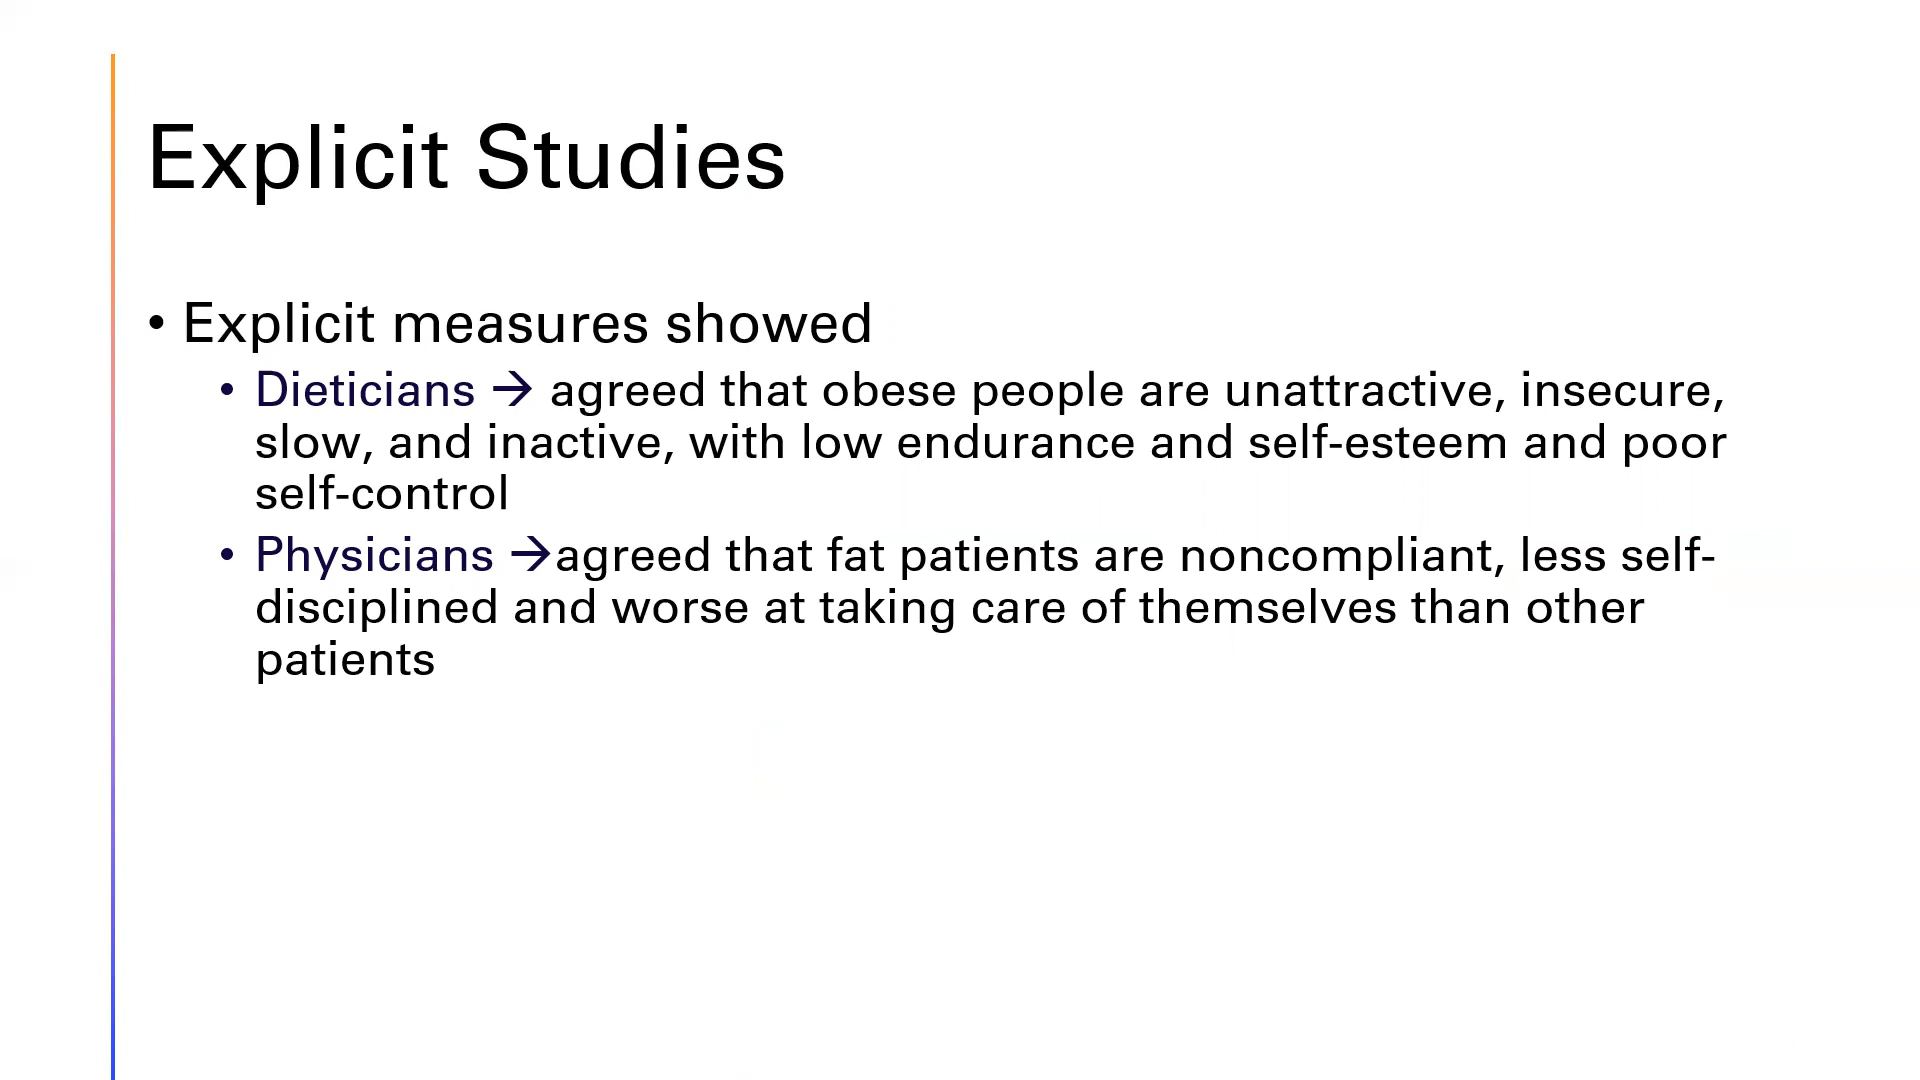 Explicit Studies
• Explicit measures showed
• Dieticians → agreed that obese people are unattractive, insecure,
slow, and inactive, with low endurance and self-esteem and poor
self-control
• Physicians →agreed that fat patients are noncompliant, less self-
disciplined and worse at taking care of themselves than other
patients